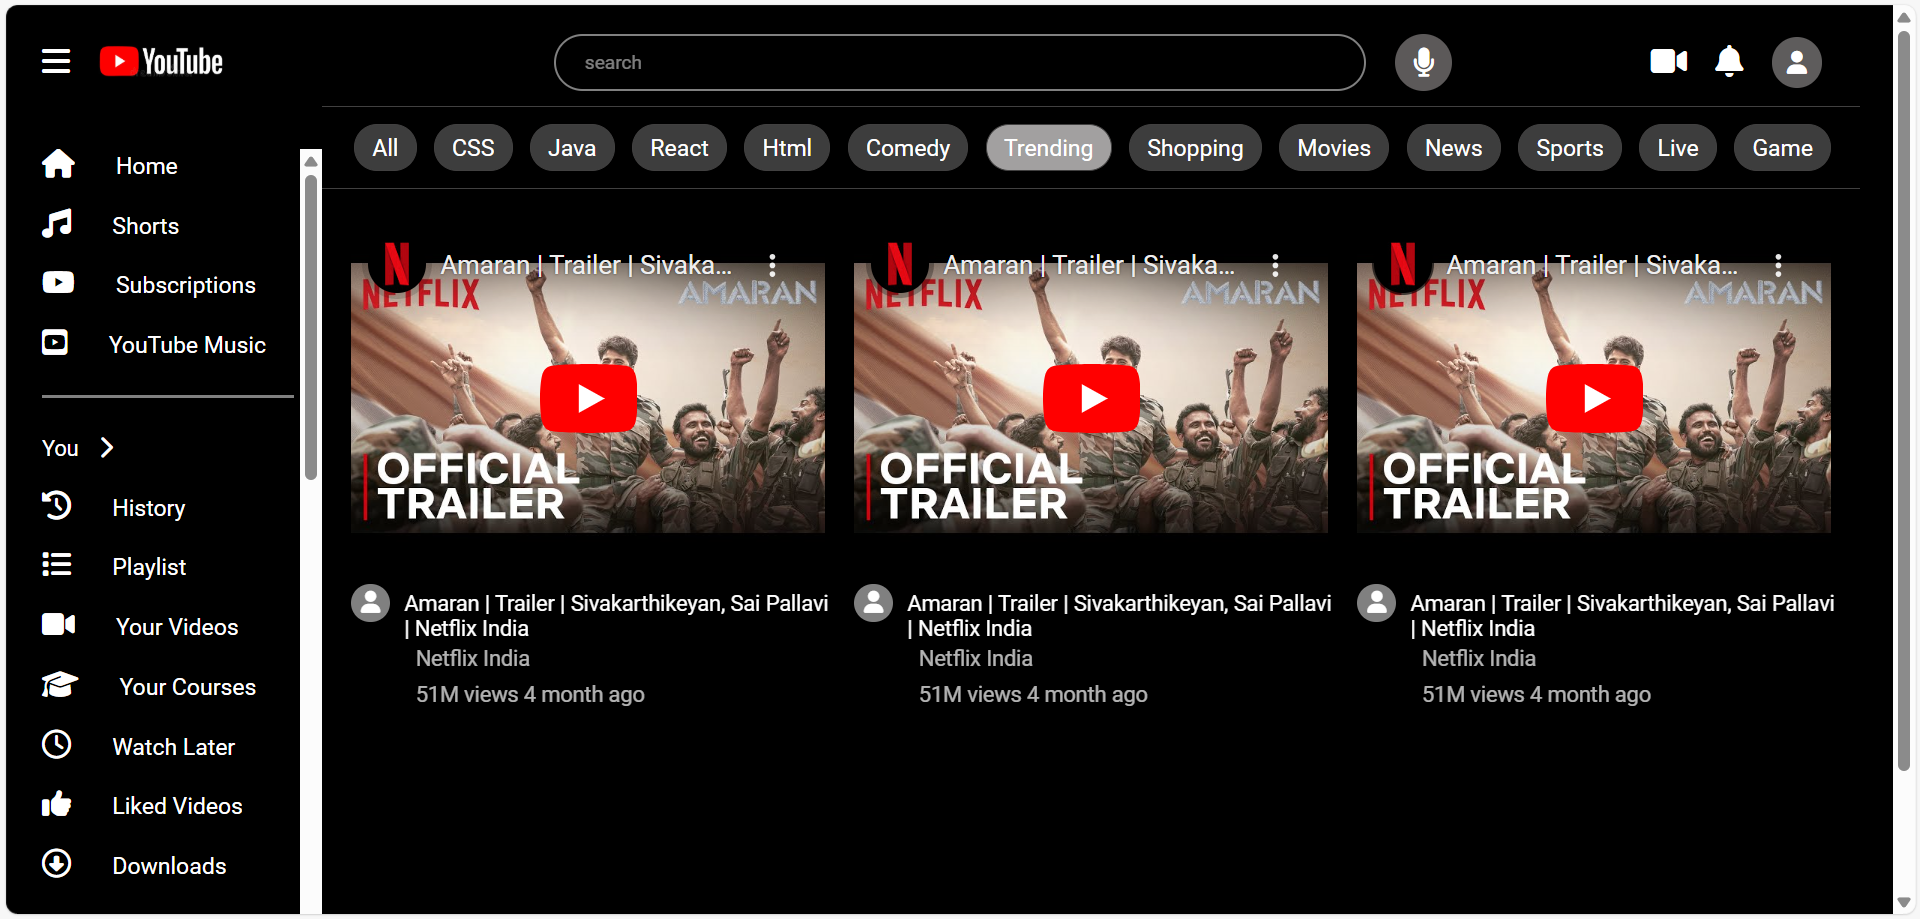 YouTube
search
All CSS Java React Html Comedy Trending Shopping Movies News Sports Live Game
Home
Shorts
Subscriptions
YouTube Music
You
History
Playlist
Your Videos
Your Courses
Watch Later
Liked Videos
Downloads
Amaran | Trailer | Sivaka...
NETFLIX AMARAN
OFFICIAL
TRAILER
Amaran | Trailer | Sivakarthikeyan, Sai Pallavi
| Netflix India
Netflix India
51M views 4 month ago
Amaran | Trailer | Sivaka...
NETFLIX AMARAN
OFFICIAL
TRAILER
Amaran | Trailer | Sivakarthikeyan, Sai Pallavi
| Netflix India
Netflix India
51M views 4 month ago
Amaran | Trailer | Sivaka...
NETFLIX AMARAN
OFFICIAL
TRAILER
Amaran | Trailer | Sivakarthikeyan, Sai Pallavi
| Netflix India
Netflix India
51M views 4 month ago